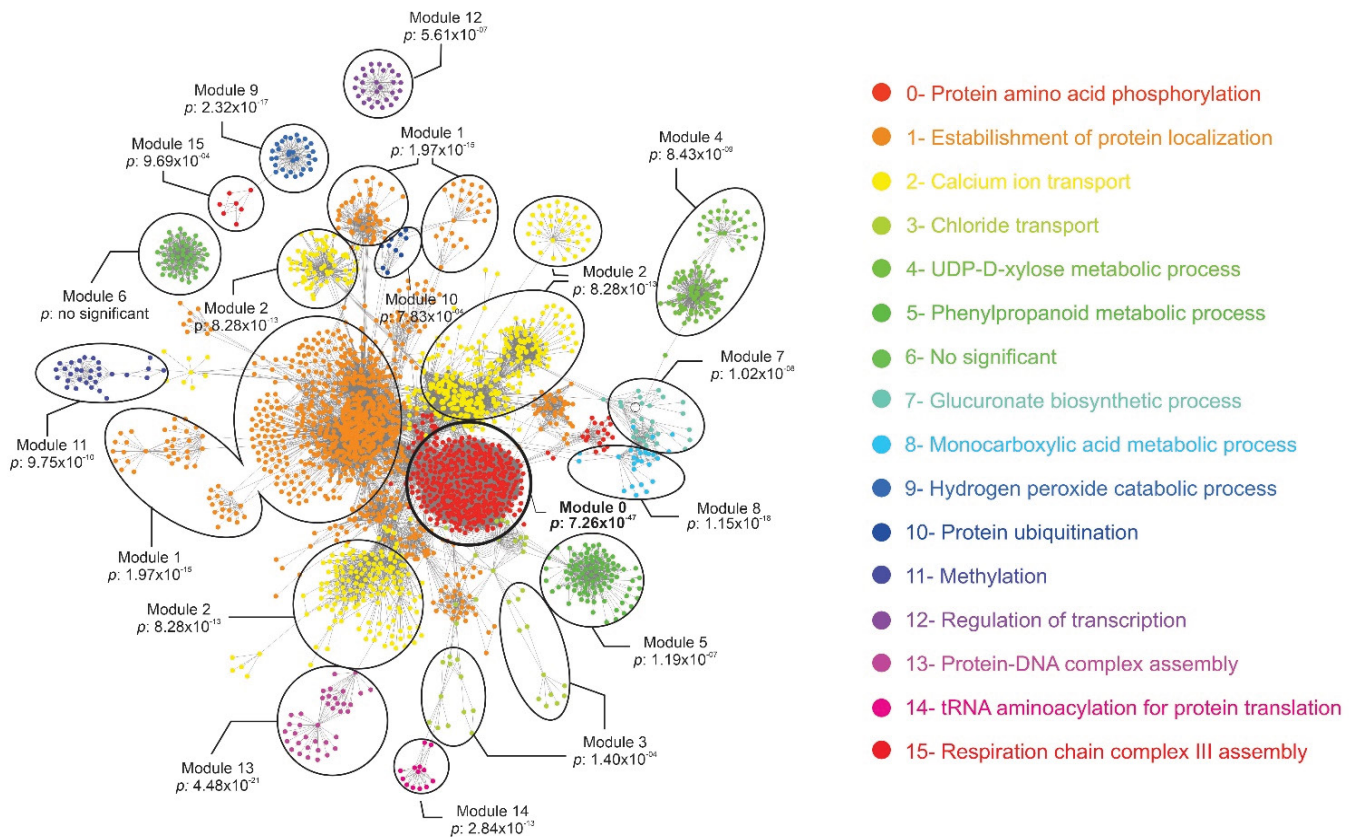 Module 12
p: 5.61x10⁻⁰⁷
Module 9
p: 2.32x10⁻¹⁷
Module 15
p: 9.69x10⁻⁰⁴
Module 1
p: 1.97x10⁻¹⁵
Module 4
p: 8.43x10⁻⁰⁹
Module 6
p: no significant
Module 2
p: 8.28x10⁻¹³
Module 10
p: 7.83x10⁻⁰⁴
Module 2
p: 8.28x10⁻¹³
Module 7
p: 1.02x10⁻⁰⁸
Module 11
p: 9.75x10⁻¹⁰
Module 0
p: 7.26x10⁻⁴⁷
Module 8
p: 1.15x10⁻¹⁸
Module 1
p: 1.97x10⁻¹⁵
Module 2
p: 8.28x10⁻¹³
Module 5
p: 1.19x10⁻⁰⁷
Module 3
p: 1.40x10⁻⁰⁴
Module 13
p: 4.48x10⁻²¹
Module 14
p: 2.84x10⁻¹³
0- Protein amino acid phosphorylation
1- Estabilishment of protein localization
2- Calcium ion transport
3- Chloride transport
4- UDP-D-xylose metabolic process
5- Phenylpropanoid metabolic process
6- No significant
7- Glucuronate biosynthetic process
8- Monocarboxylic acid metabolic process
9- Hydrogen peroxide catabolic process
10- Protein ubiquitination
11- Methylation
12- Regulation of transcription
13- Protein-DNA complex assembly
14- tRNA aminoacylation for protein translation
15- Respiration chain complex III assembly